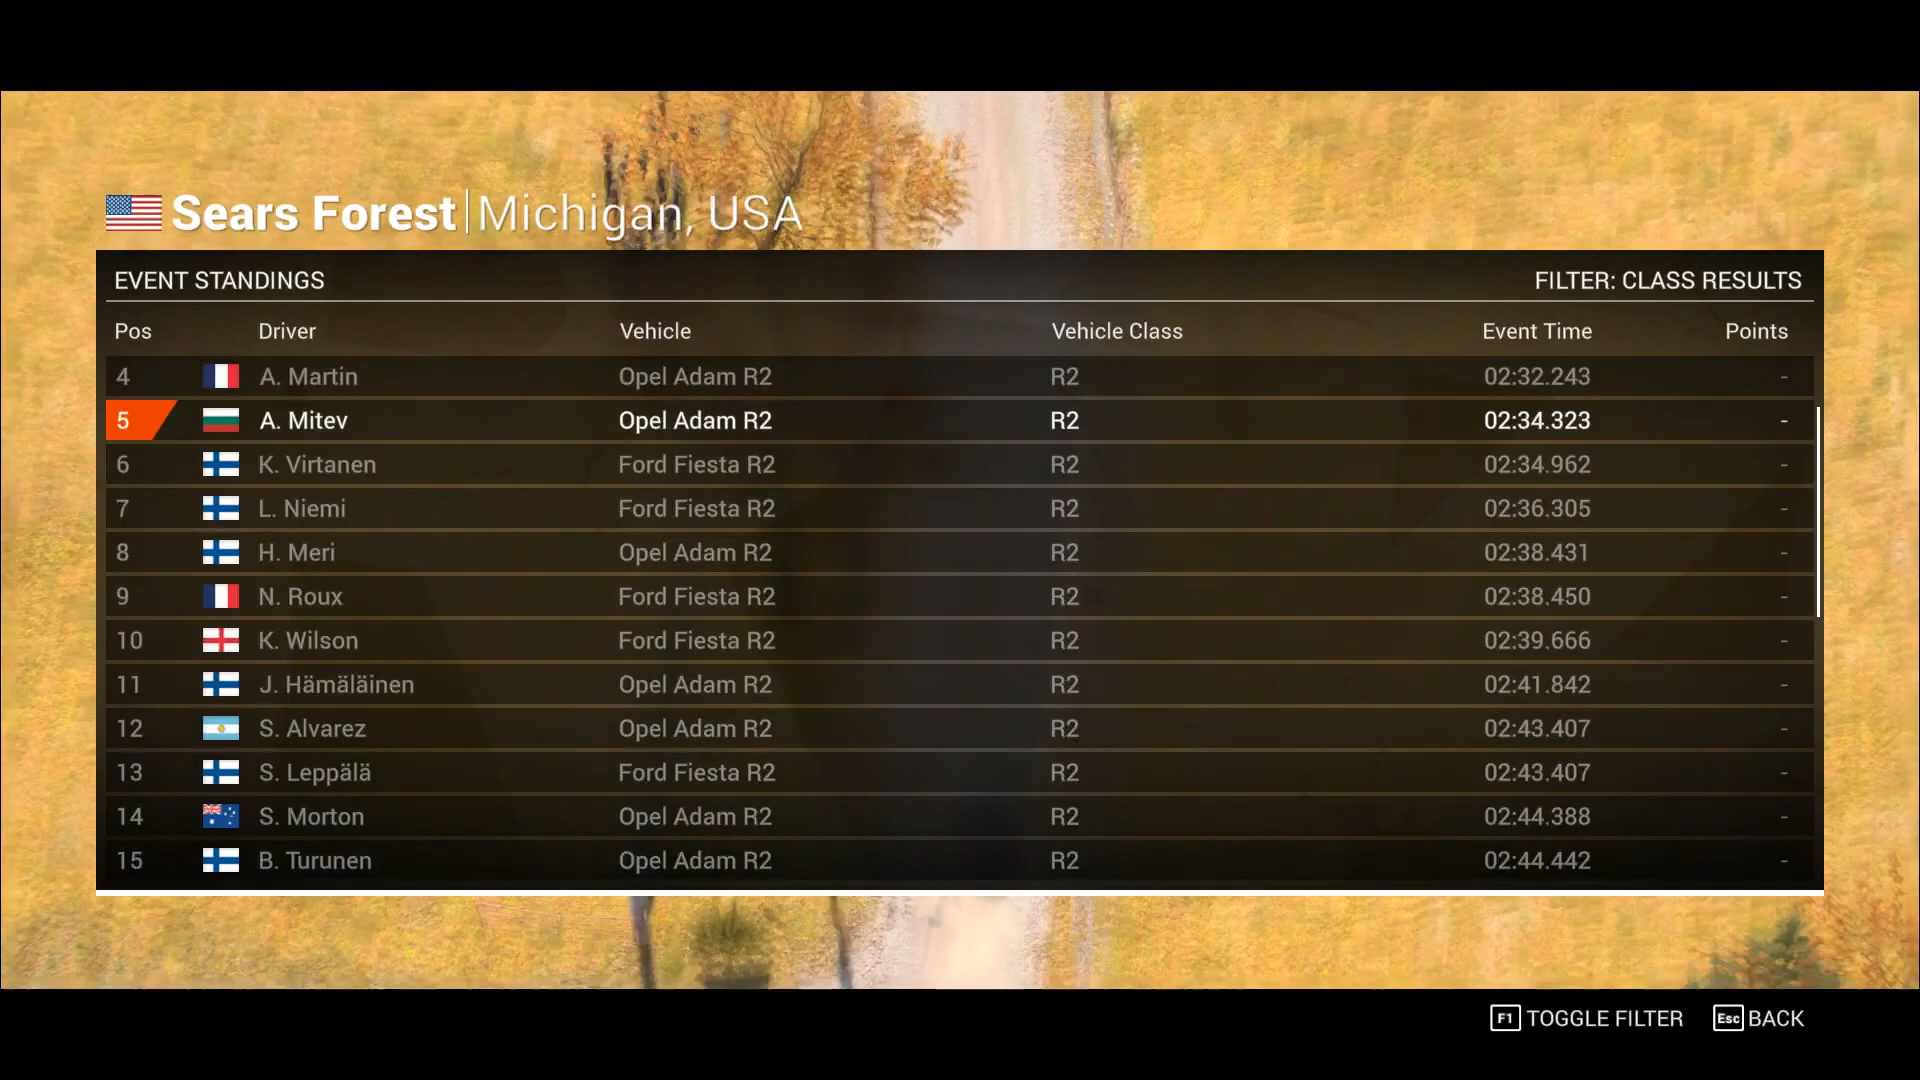 Sears Forest | Michigan, USA
EVENT STANDINGS FILTER: CLASS RESULTS
Pos Driver Vehicle Vehicle Class Event Time Points
4 A. Martin Opel Adam R2 R2 02:32.243 -
5 A. Mitev Opel Adam R2 R2 02:34.323 -
6 K. Virtanen Ford Fiesta R2 R2 02:34.962 -
7 L. Niemi Ford Fiesta R2 R2 02:36.305 -
8 H. Meri Opel Adam R2 R2 02:38.431 -
9 N. Roux Ford Fiesta R2 R2 02:38.450 -
10 K. Wilson Ford Fiesta R2 R2 02:39.666 -
11 J. Hämäläinen Opel Adam R2 R2 02:41.842 -
12 S. Alvarez Opel Adam R2 R2 02:43.407 -
13 S. Leppälä Ford Fiesta R2 R2 02:43.407 -
14 S. Morton Opel Adam R2 R2 02:44.388 -
15 B. Turunen Opel Adam R2 R2 02:44.442 -
F1 TOGGLE FILTER Esc BACK